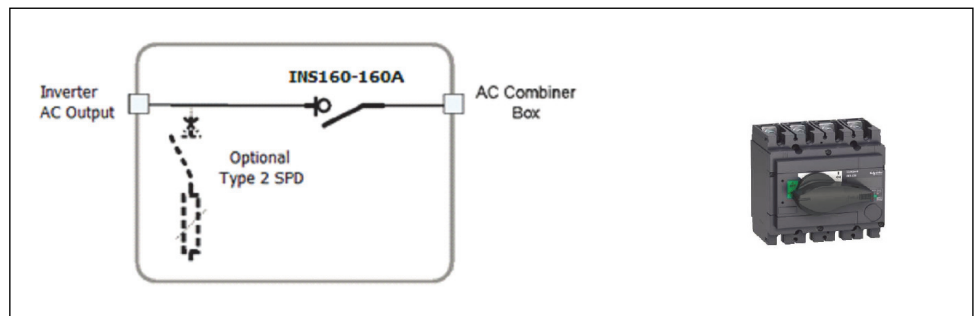 INS160-160A
Inverter
AC Output
AC Combiner
Box
Optional
Type 2 SPD